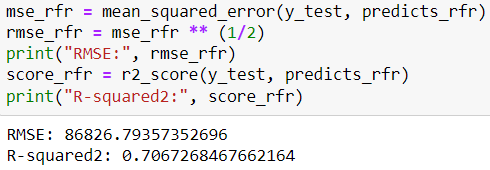 mse_rfr = mean_squared_error(y_test, predicts_rfr)
rmse_rfr = mse_rfr ** (1/2)
print("RMSE:", rmse_rfr)
score_rfr = r2_score(y_test, predicts_rfr)
print("R-squared2:", score_rfr)
RMSE: 86826.79357352696
R-squared2: 0.7067268467662164